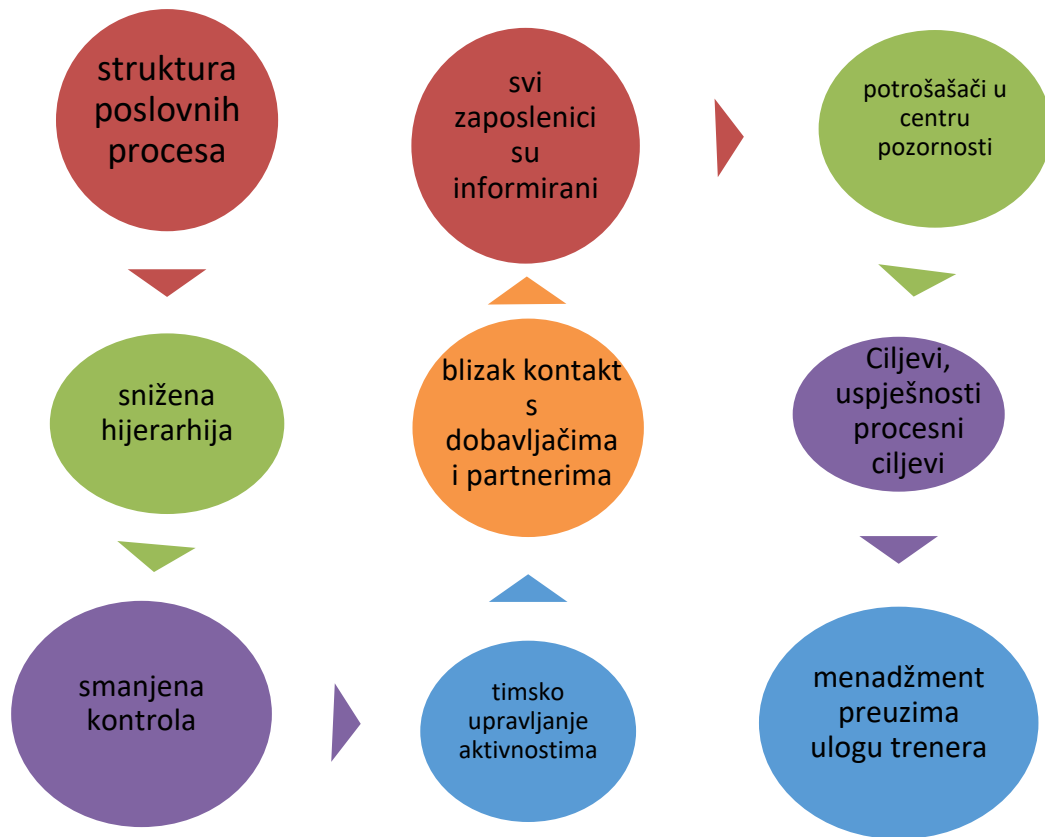 struktura
poslovnih
procesa
snižena
hijerarhija
smanjena
kontrola
timsko
upravljanje
aktivnostima
blizak kontakt
s
dobavljačima
i partnerima
svi
zaposlenici
su
informirani
potrošašači u
centru
pozornosti
Ciljevi,
uspješnosti
procesni
ciljevi
menadžment
preuzima
ulogu trenera